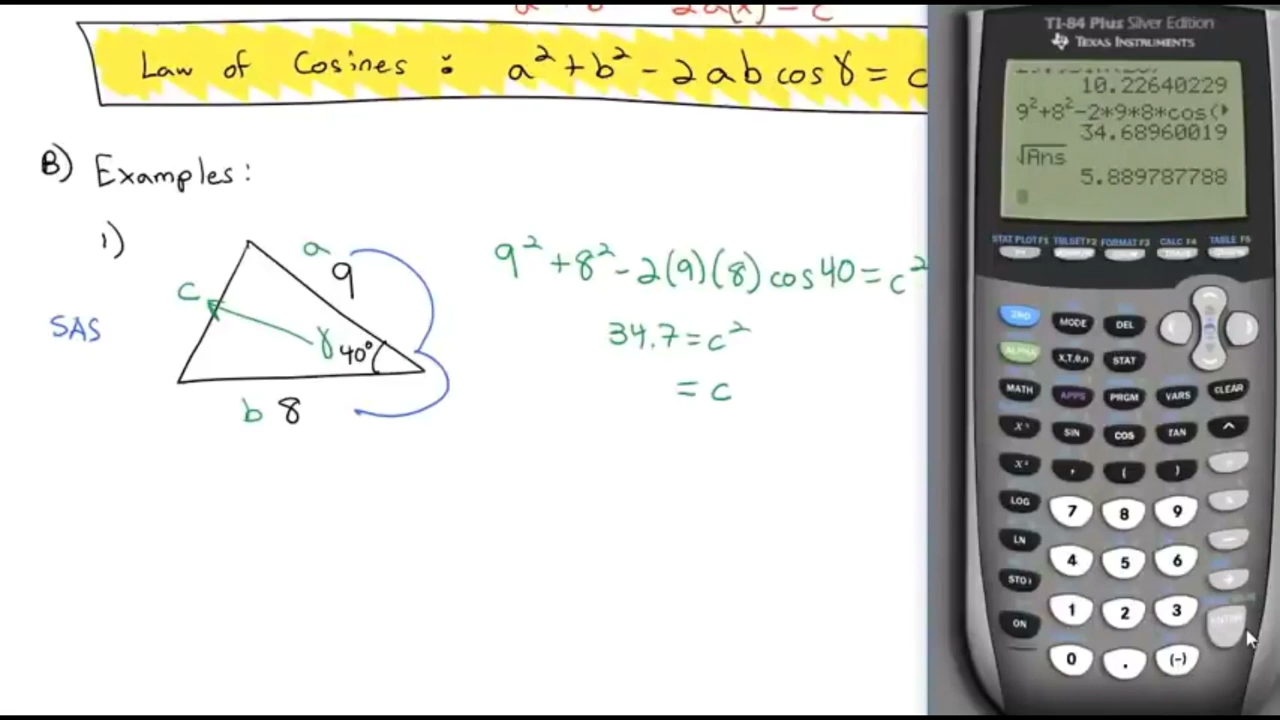 Law of Cosines : a² + b² - 2ab cos γ = c
B) Examples:
1)
a
9
c
SAS
γ 40°
b 8
9² + 8² - 2(9)(8) cos 40 = c²
34.7 = c²
= c
TI-84 Plus Silver Edition
TEXAS INSTRUMENTS
10.22640229
9²+8²-2*9*8*cos(
34.68960019
√Ans
5.889787788
STAT PLOT F1 TBLSET F2 FORMAT F3 CALC F4 TABLE F5
2ND MODE DEL
ALPHA X,T,θ,n STAT
MATH APPS PRGM VARS CLEAR
SIN COS TAN ^
X² , ( )
LOG 7 8 9
LN 4 5 6
STO 1 2 3
ON 0 . (-)
ENTER